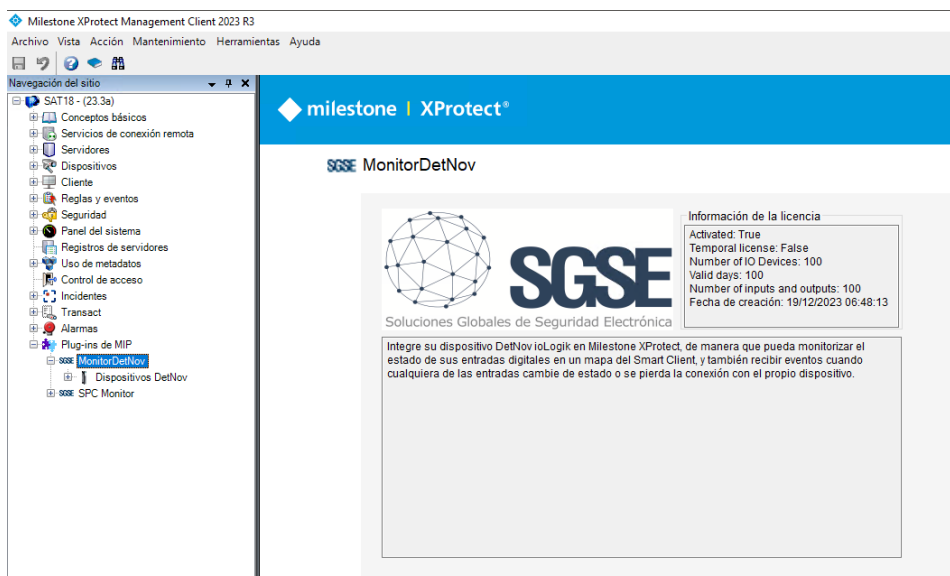 Milestone XProtect Management Client 2023 R3
Archivo Vista Acción Mantenimiento Herramientas Ayuda
Navegación del sitio
SAT18 - (23.3a)
Conceptos básicos
Servicios de conexión remota
Servidores
Dispositivos
Cliente
Reglas y eventos
Seguridad
Panel del sistema
Registros de servidores
Uso de metadatos
Control de acceso
Incidentes
Transact
Alarmas
Plug-ins de MIP
SGSE MonitorDetNov
Dispositivos DetNov
SGSE SPC Monitor
milestone | XProtect®
SGSE MonitorDetNov
SGSE
Soluciones Globales de Seguridad Electrónica
Información de la licencia
Activated: True
Temporal license: False
Number of IO Devices: 100
Valid days: 100
Number of inputs and outputs: 100
Fecha de creación: 19/12/2023 06:48:13
Integre su dispositivo DetNov ioLogik en Milestone XProtect, de manera que pueda monitorizar el
estado de sus entradas digitales en un mapa del Smart Client, y también recibir eventos cuando
cualquiera de las entradas cambie de estado o se pierda la conexión con el propio dispositivo.